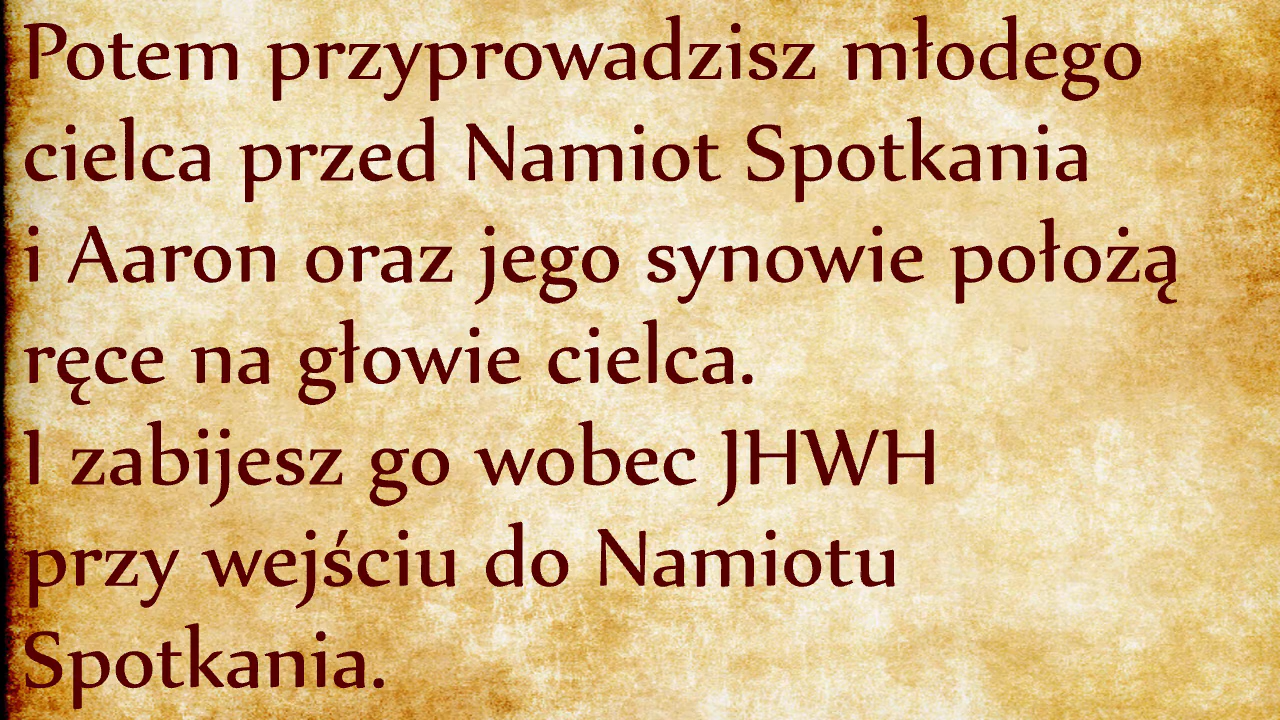 Potem przyprowadzisz młodego
cielca przed Namiot Spotkania
i Aaron oraz jego synowie położą
ręce na głowie cielca.
I zabijesz go wobec JHWH
przy wejściu do Namiotu
Spotkania.